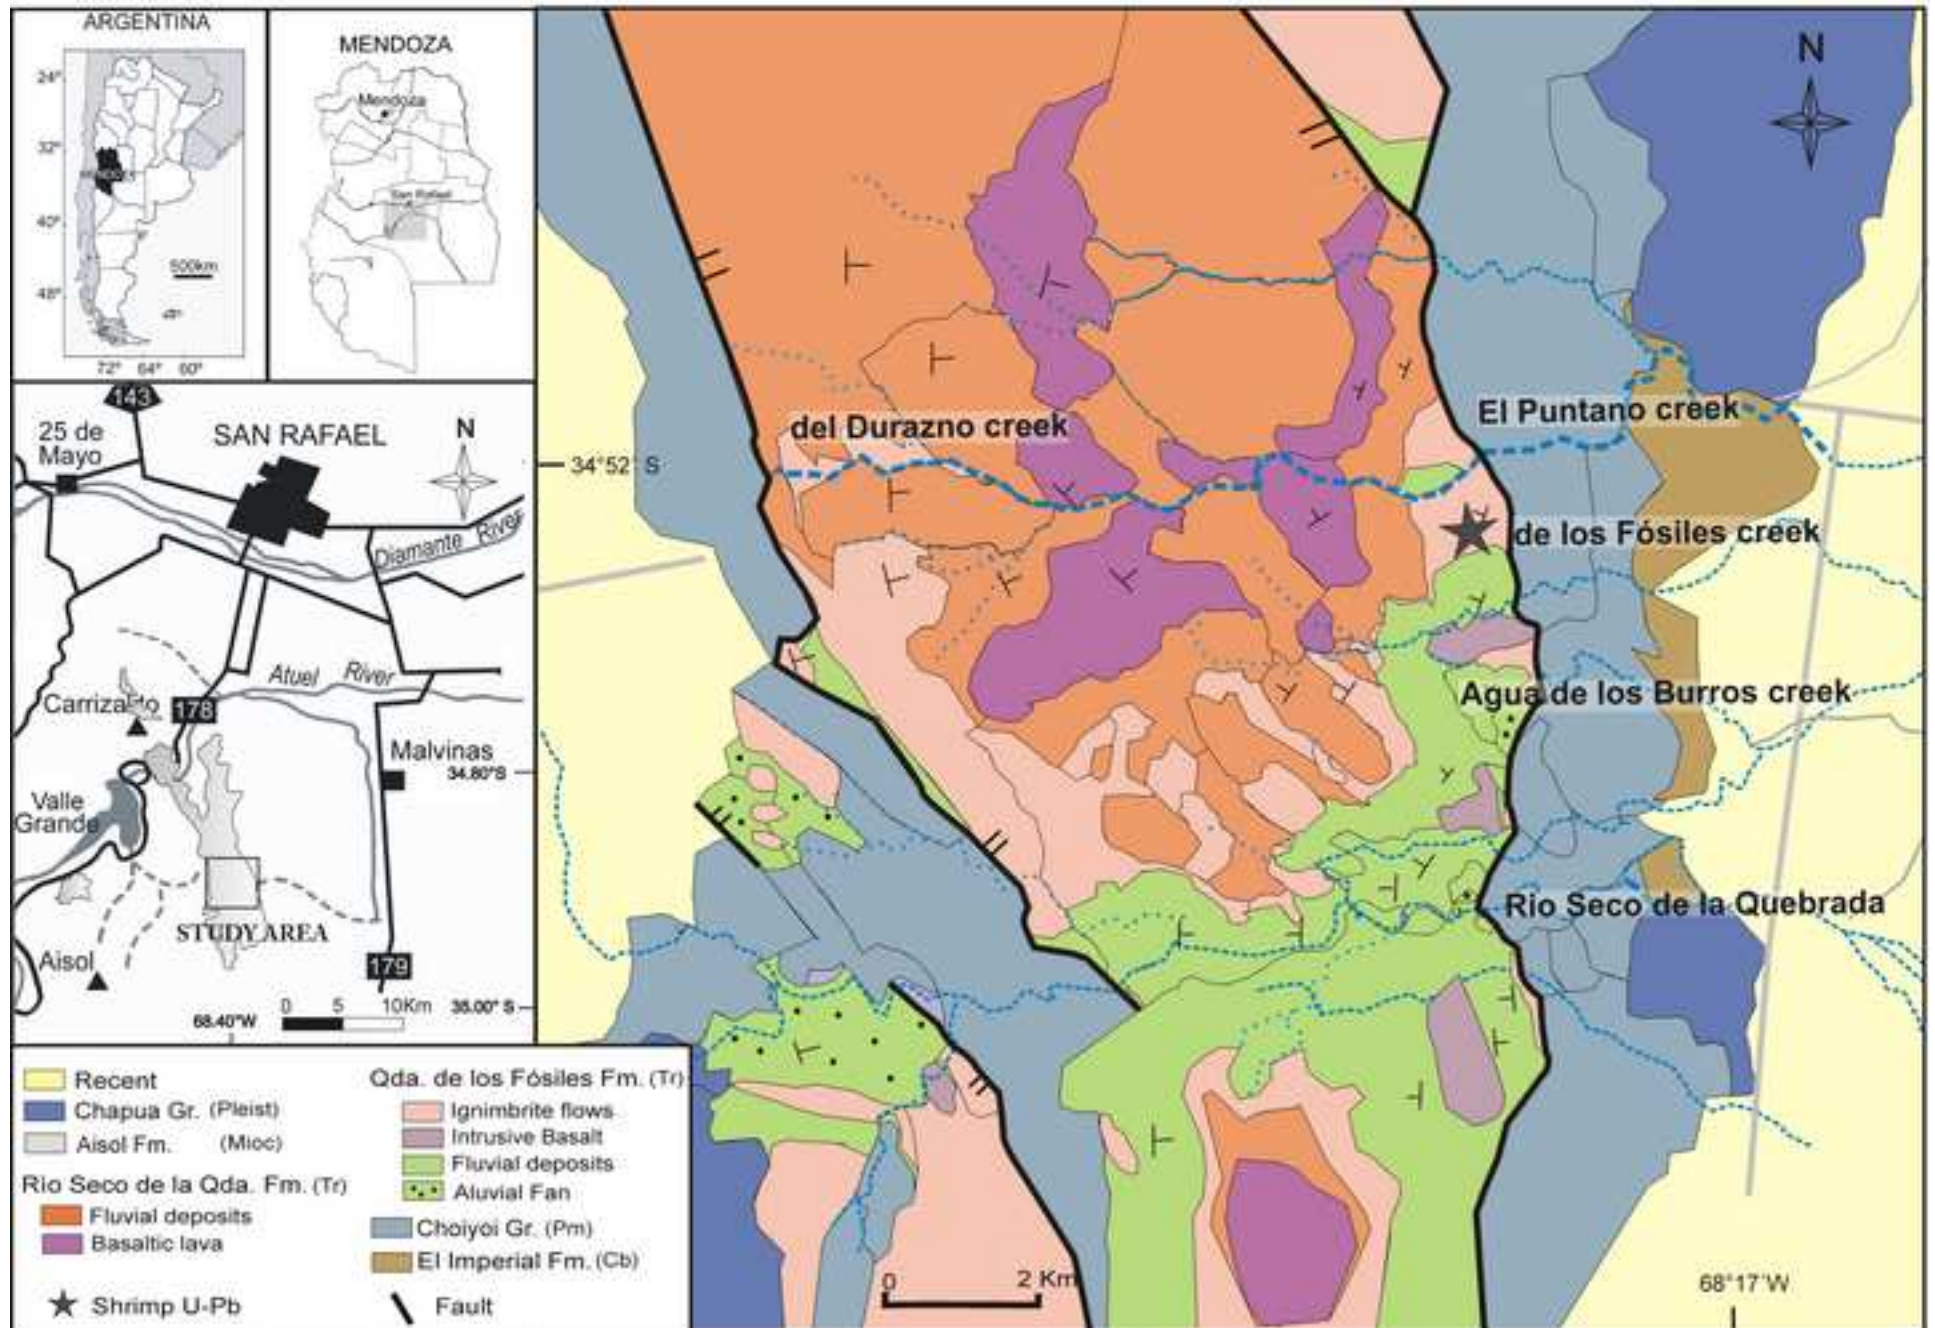 ARGENTINA
24°
32°
40°
48°
500km
72° 64° 60°
MENDOZA
Mendoza
San Rafael
143
25 de
Mayo
SAN RAFAEL
N
Diamante River
Atuel River
Carrizalito
178
Malvinas
34.80°S
Valle
Grande
STUDY AREA
Aisol
179
0 5 10Km
35.00° S
68.40°W
N
del Durazno creek
El Puntano creek
34°52' S
de los Fósiles creek
Agua de los Burros creek
Rio Seco de la Quebrada
0 2 Km
68°17'W
Recent
Chapua Gr. (Pleist)
Aisol Fm. (Mioc)
Rio Seco de la Qda. Fm. (Tr)
Fluvial deposits
Basaltic lava
Shrimp U-Pb
Qda. de los Fósiles Fm. (Tr)
Ignimbrite flows
Intrusive Basalt
Fluvial deposits
Aluvial Fan
Choiyoi Gr. (Pm)
El Imperial Fm. (Cb)
Fault